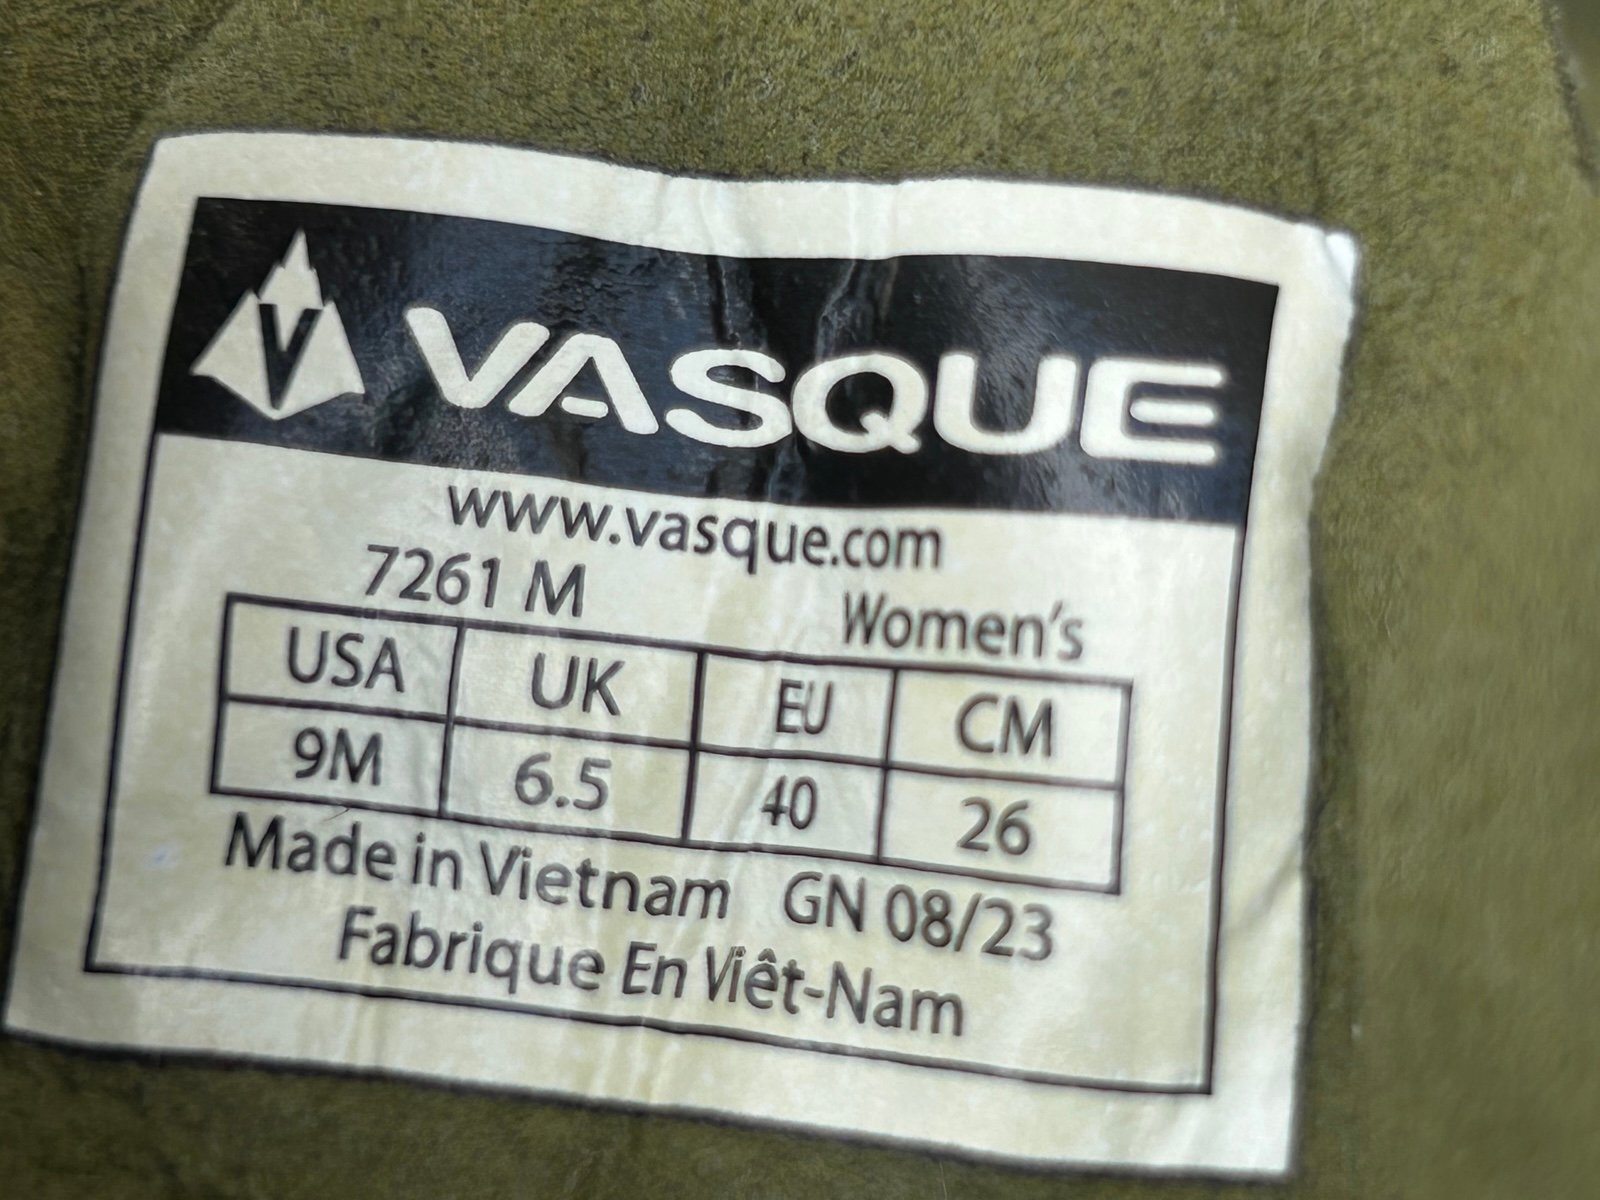 V VASQUE
www.vasque.com
7261 M Women's
USA UK EU CM
9M 6.5 40 26
Made in Vietnam GN 08/23
Fabrique En Viêt-Nam